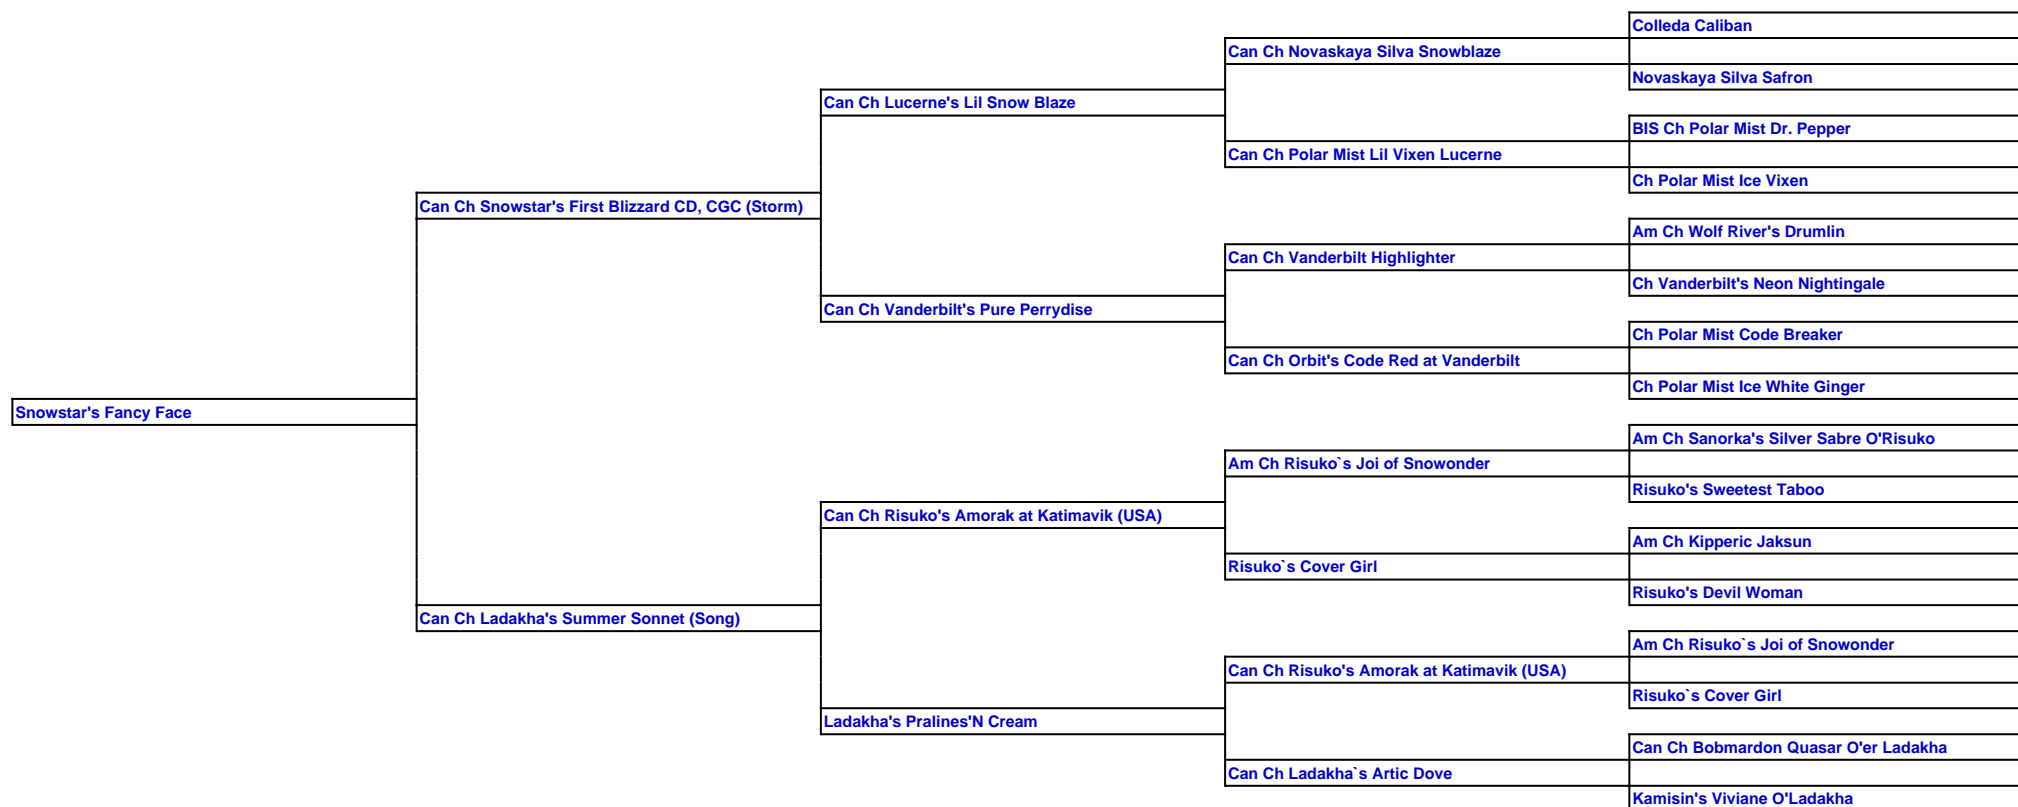 Colleda Caliban
Can Ch Novaskaya Silva Snowblaze
Novaskaya Silva Safron
Can Ch Lucerne's Lil Snow Blaze
BIS Ch Polar Mist Dr. Pepper
Can Ch Polar Mist Lil Vixen Lucerne
Ch Polar Mist Ice Vixen
Can Ch Snowstar's First Blizzard CD, CGC (Storm)
Am Ch Wolf River's Drumlin
Can Ch Vanderbilt Highlighter
Ch Vanderbilt's Neon Nightingale
Can Ch Vanderbilt's Pure Perrydise
Ch Polar Mist Code Breaker
Can Ch Orbit's Code Red at Vanderbilt
Ch Polar Mist Ice White Ginger
Snowstar's Fancy Face
Am Ch Sanorka's Silver Sabre O'Risuko
Am Ch Risuko`s Joi of Snowonder
Risuko's Sweetest Taboo
Can Ch Risuko's Amorak at Katimavik (USA)
Am Ch Kipperic Jaksun
Risuko`s Cover Girl
Risuko's Devil Woman
Can Ch Ladakha's Summer Sonnet (Song)
Am Ch Risuko`s Joi of Snowonder
Can Ch Risuko's Amorak at Katimavik (USA)
Risuko`s Cover Girl
Ladakha's Pralines'N Cream
Can Ch Bobmardon Quasar O'er Ladakha
Can Ch Ladakha`s Artic Dove
Kamisin's Viviane O'Ladakha